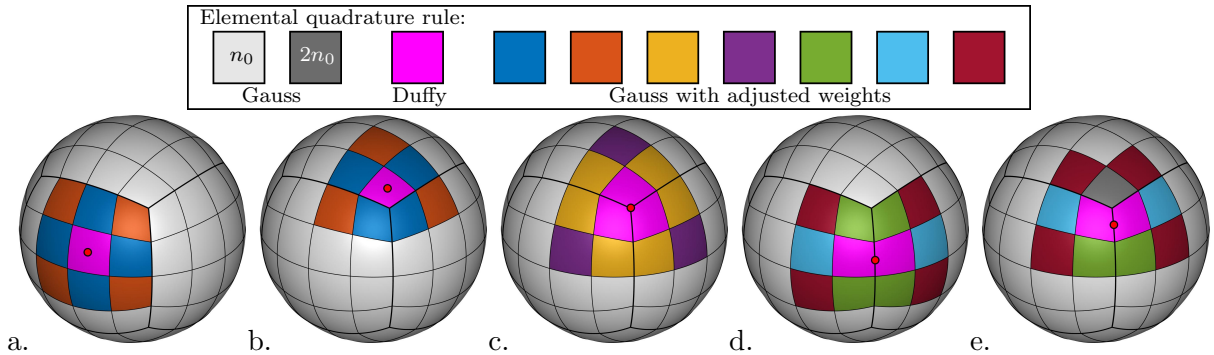 Elemental quadrature rule:
n₀ 2n₀
Gauss Duffy Gauss with adjusted weights
a. b. c. d. e.